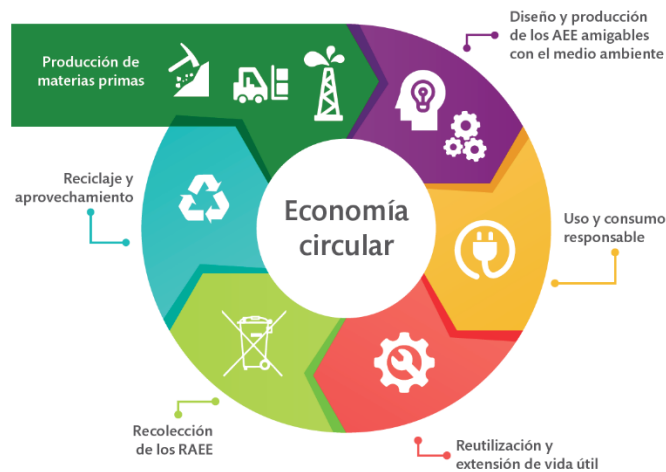 Producción de
materias primas
Diseño y producción
de los AEE amigables
con el medio ambiente
Uso y consumo
responsable
Reutilización y
extensión de vida útil
Recolección
de los RAEE
Reciclaje y
aprovechamiento
Economía
circular